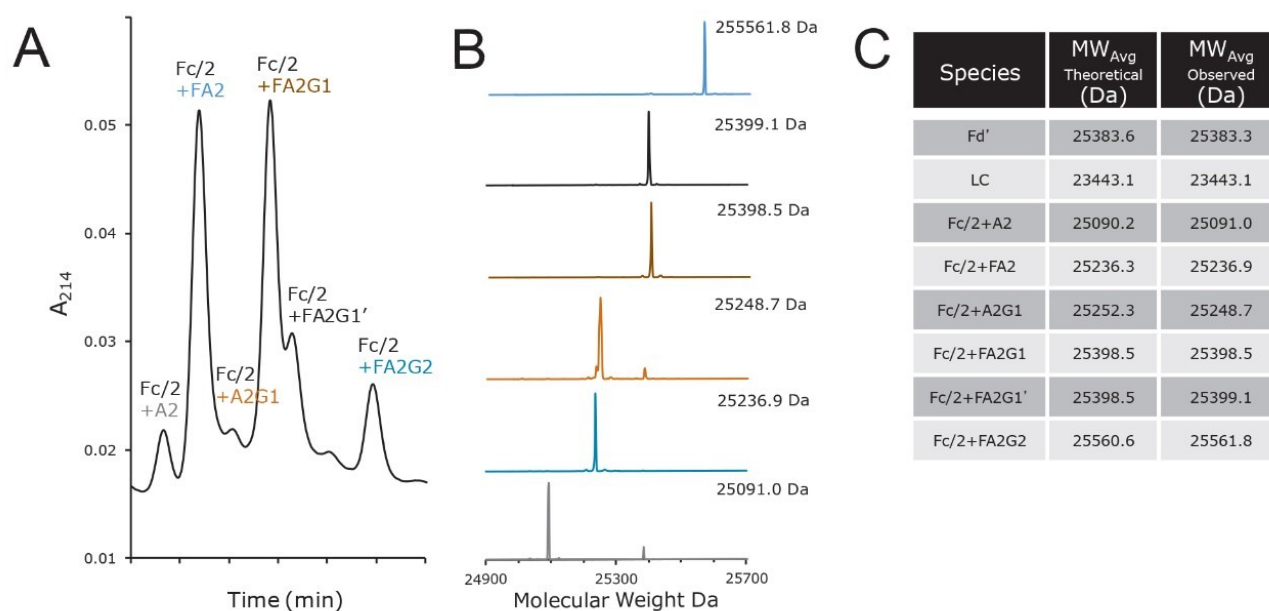 A
Fc/2
+FA2
Fc/2
+FA2G1
Fc/2
+FA2G1’
Fc/2
+A2
Fc/2
+A2G1
Fc/2
+FA2G2
0.05
0.04
0.03
0.02
0.01
A214
Time (min)
B
255561.8 Da
25399.1 Da
25398.5 Da
25248.7 Da
25236.9 Da
25091.0 Da
24900 25300 25700
Molecular Weight Da
C
Species MWAvg Theoretical (Da) MWAvg Observed (Da)
Fd’ 25383.6 25383.3
LC 23443.1 23443.1
Fc/2+A2 25090.2 25091.0
Fc/2+FA2 25236.3 25236.9
Fc/2+A2G1 25252.3 25248.7
Fc/2+FA2G1 25398.5 25398.5
Fc/2+FA2G1’ 25398.5 25399.1
Fc/2+FA2G2 25560.6 25561.8